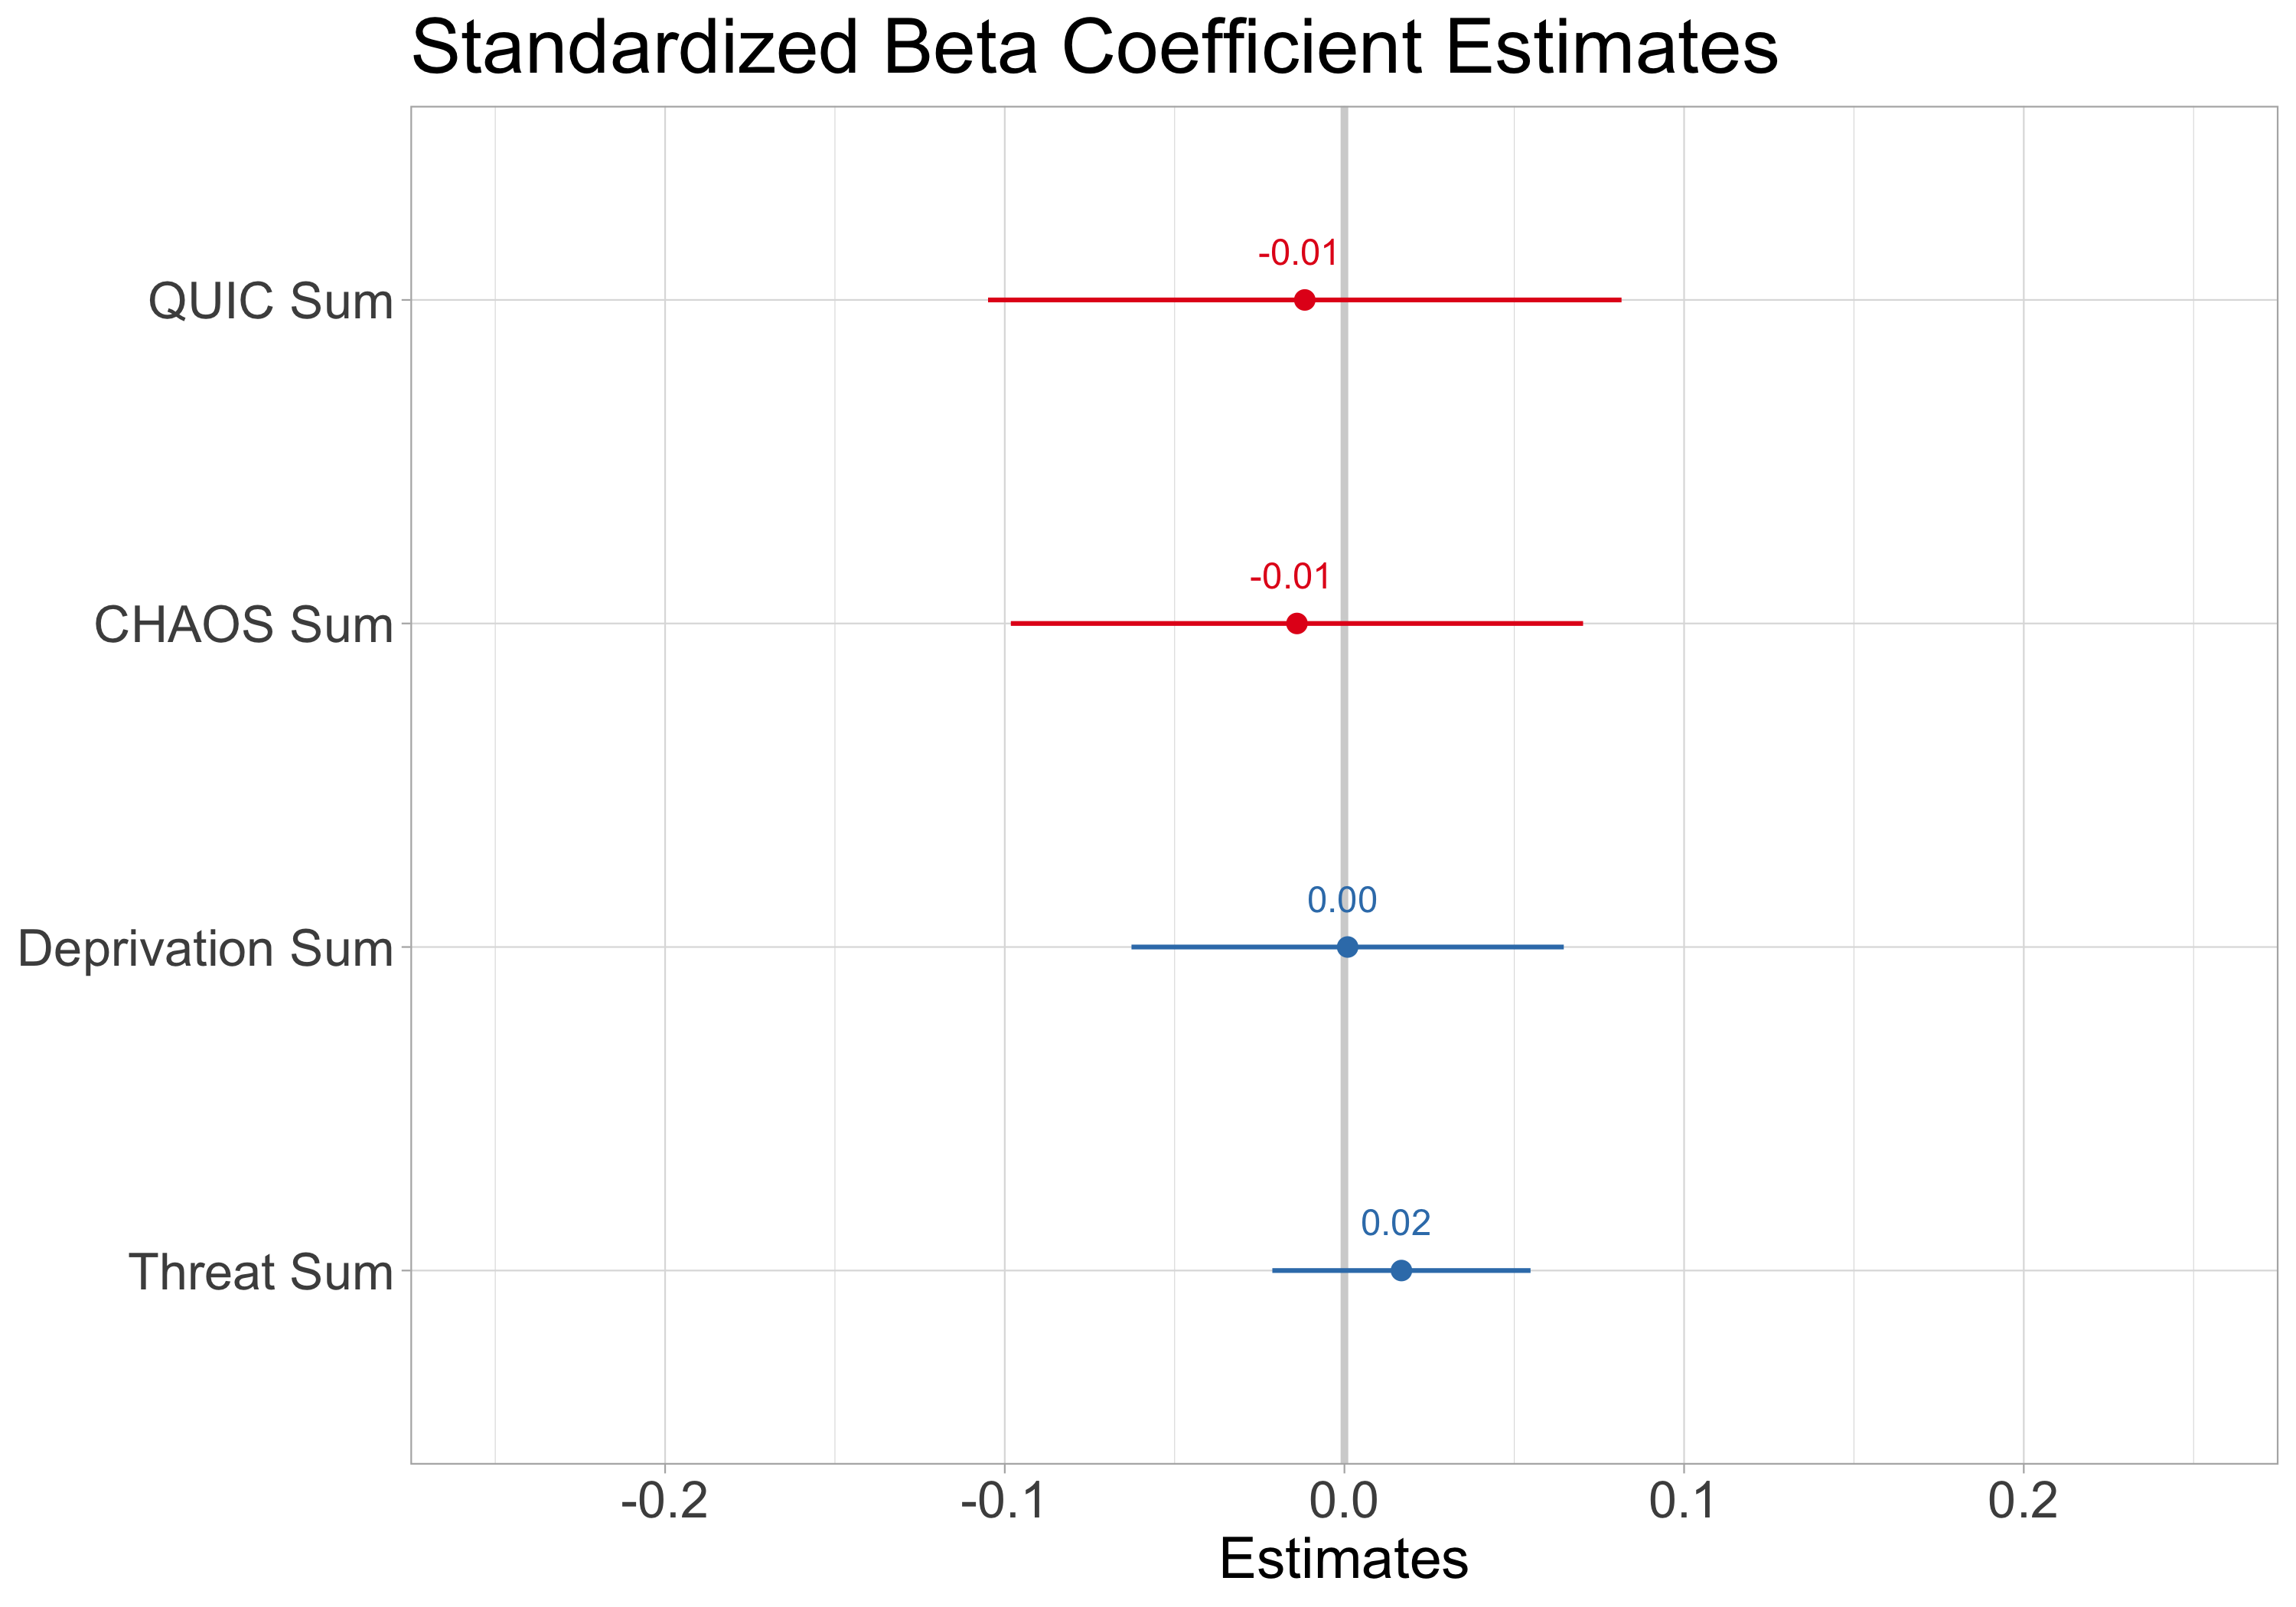 Standardized Beta Coefficient Estimates
-0.01
QUIC Sum
-0.01
CHAOS Sum
0.00
Deprivation Sum
0.02
Threat Sum
-0.2 -0.1 0.0 0.1 0.2
Estimates